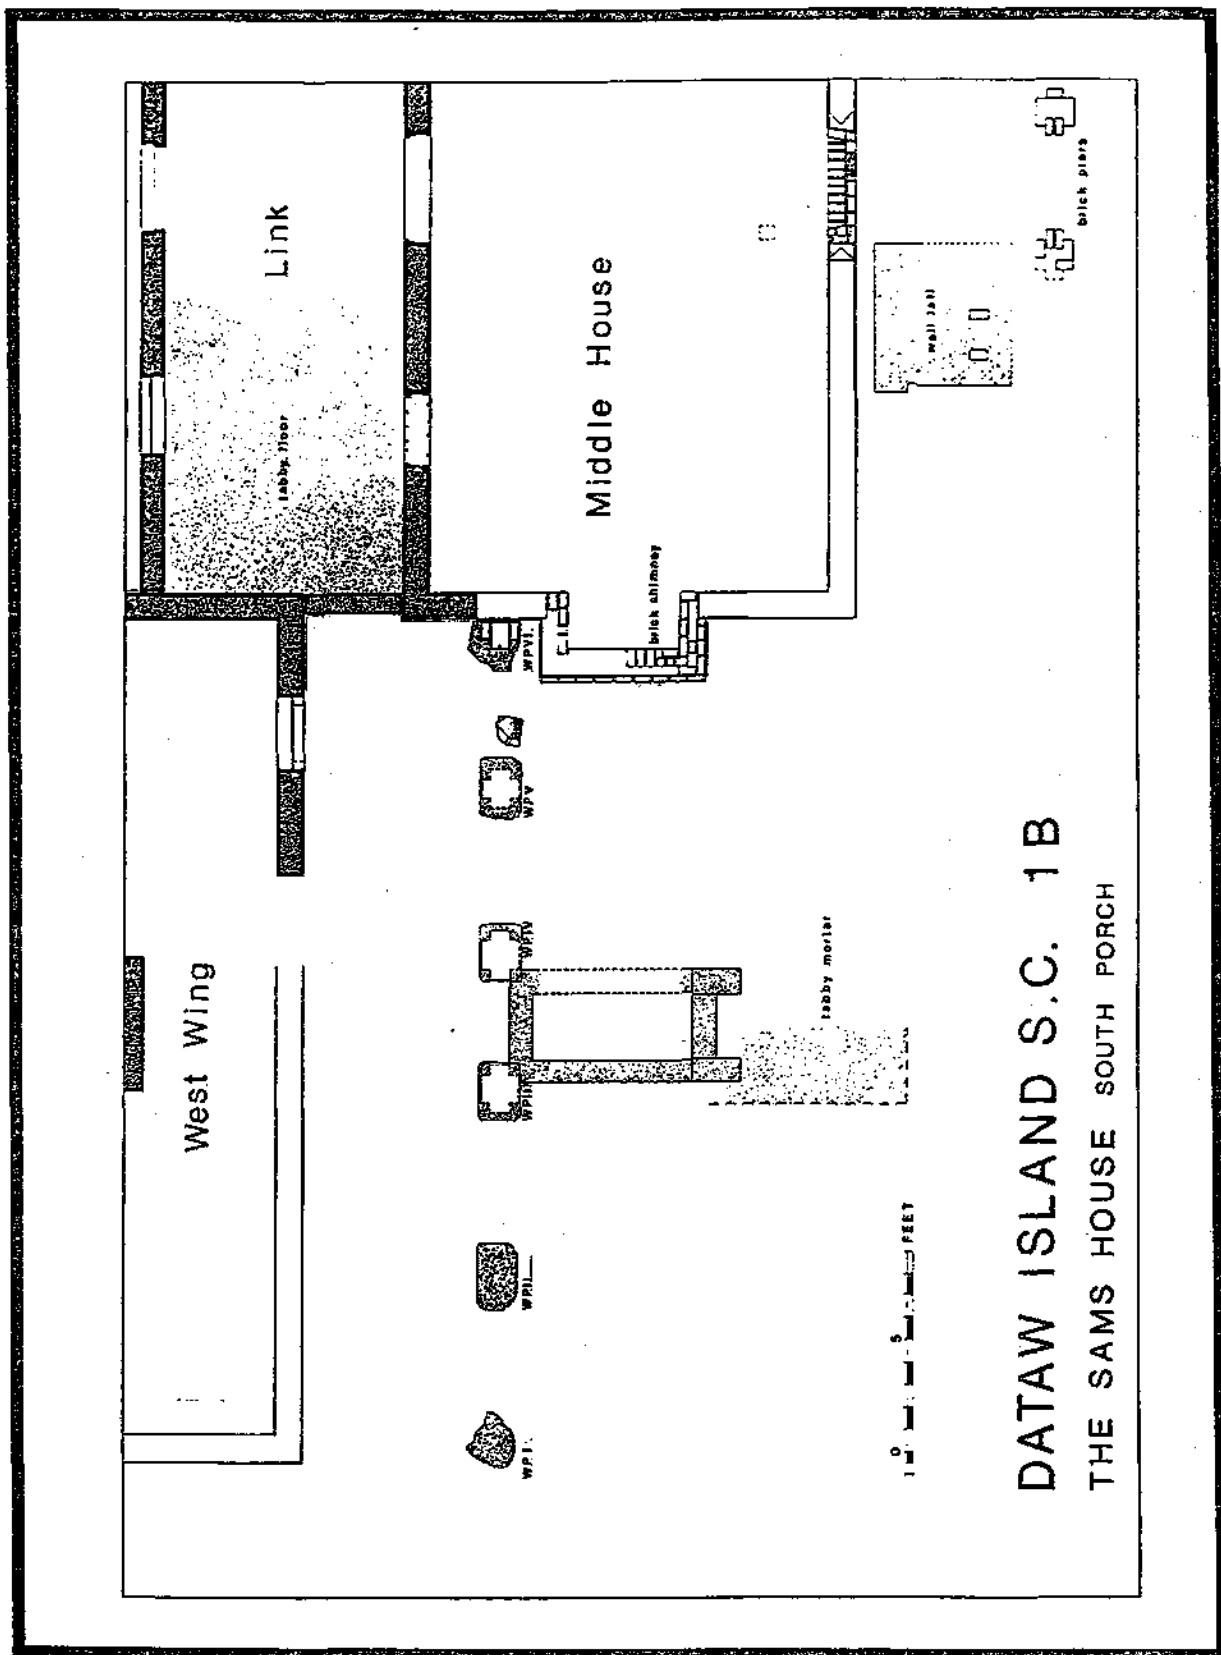 West Wing
Link
tabby floor
Middle House
brick chimney
WPI
WPII
WPIII
WPIV
WPV
WPVI
tabby mortar
wall fall
brick piers
1 0 5 FEET
DATAW ISLAND S.C. 1B
THE SAMS HOUSE SOUTH PORCH